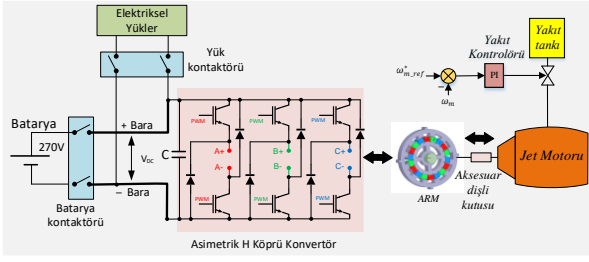 Elektriksel
Yükler
Yük
kontaktörü
Batarya
270V
+ Bara
V_DC
– Bara
Batarya
kontaktörü
C
PWM
PWM
PWM
A+
B+
C+
A-
B-
C-
PWM
PWM
PWM
Asimetrik H Köprü Konvertör
ARM
Aksesuar
dişli
kutusu
Jet Motoru
Yakıt
Kontrolörü
Yakıt
tankı
ω*m_ref
PI
–
ωm